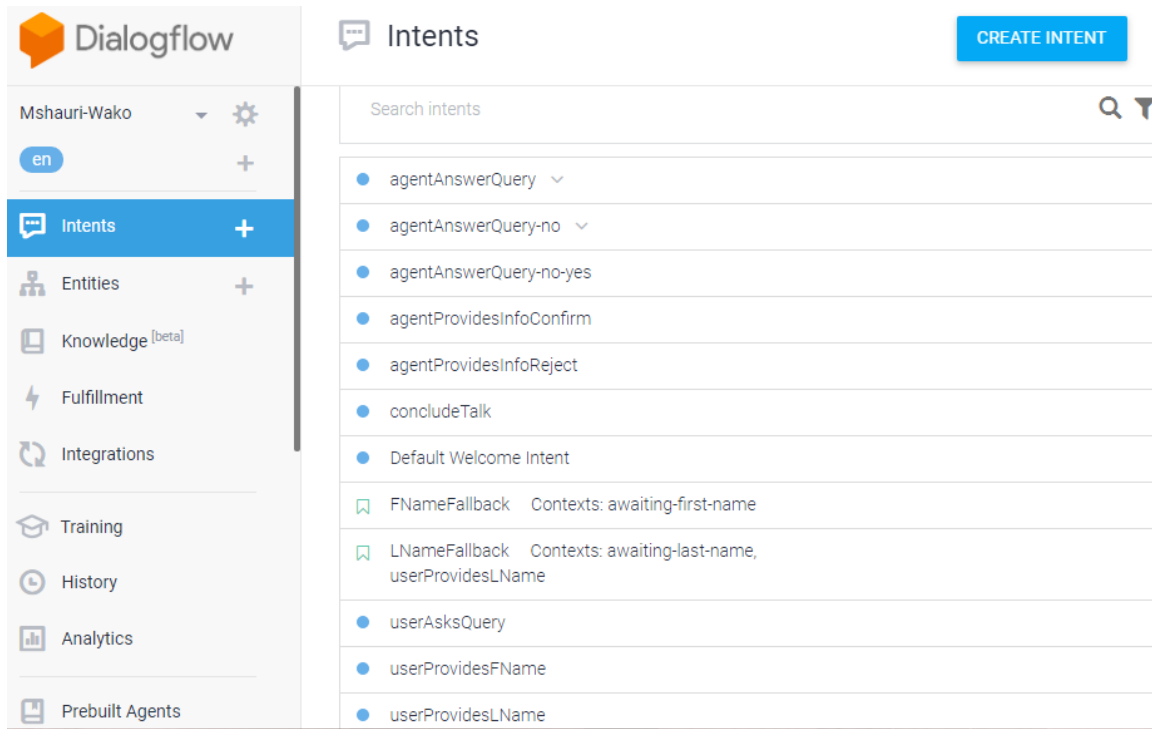 Dialogflow
Mshauri-Wako
en
Intents
Entities
Knowledge [beta]
Fulfillment
Integrations
Training
History
Analytics
Prebuilt Agents
Intents
CREATE INTENT
Search intents
agentAnswerQuery
agentAnswerQuery-no
agentAnswerQuery-no-yes
agentProvidesInfoConfirm
agentProvidesInfoReject
concludeTalk
Default Welcome Intent
FNameFallback Contexts: awaiting-first-name
LNameFallback Contexts: awaiting-last-name,
userProvidesLName
userAsksQuery
userProvidesFName
userProvidesLName